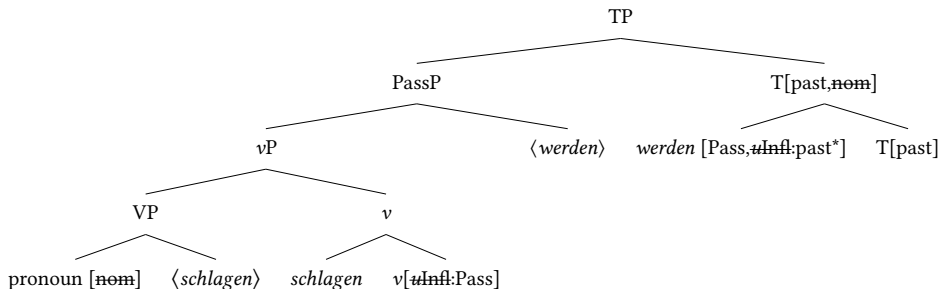 TP
PassP T[past,nom]
vP ⟨werden⟩ werden [Pass,uInfl:past*] T[past]
VP v
pronoun [nom] ⟨schlagen⟩ schlagen v[uInfl:Pass]